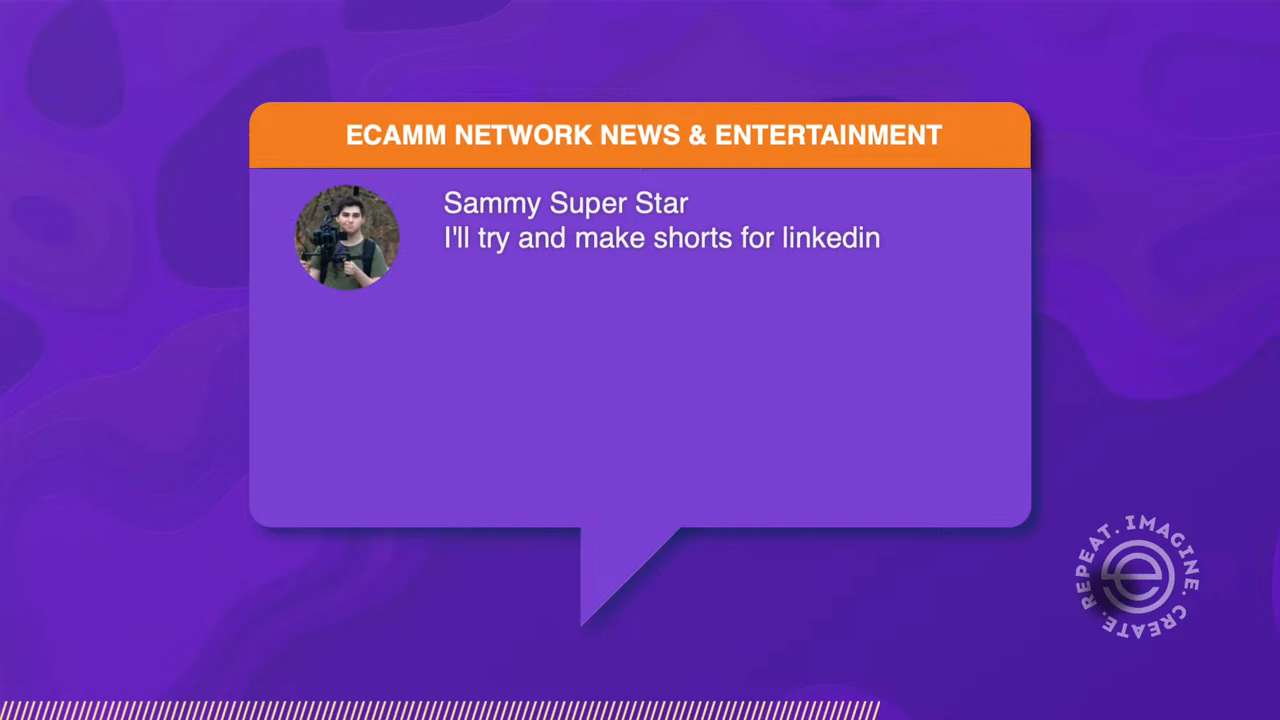 ECAMM NETWORK NEWS & ENTERTAINMENT
Sammy Super Star
I'll try and make shorts for linkedin
REPEAT. IMAGINE. CREATE.
e